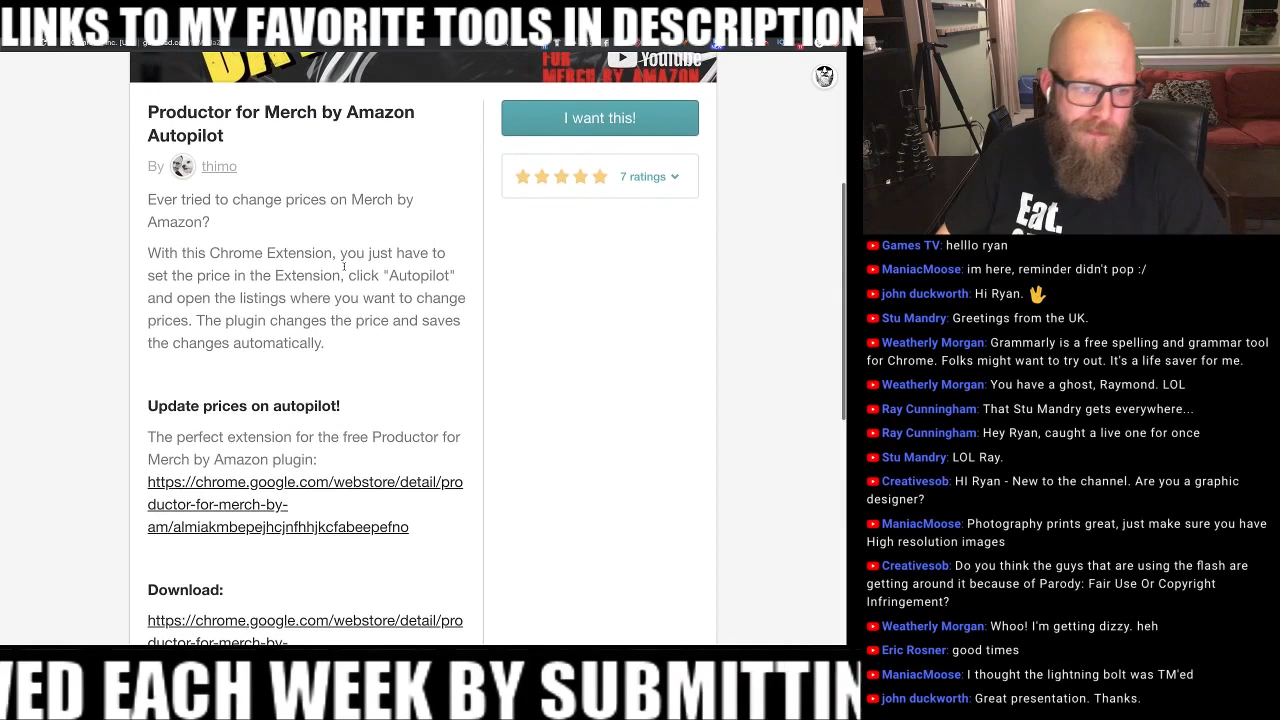 LINKS TO MY FAVORITE TOOLS IN DESCRIPTION
FOR
YouTube
MERCH BY AMAZON
Productor for Merch by Amazon
Autopilot
By thimo
Ever tried to change prices on Merch by
Amazon?
With this Chrome Extension, you just have to
set the price in the Extension, click "Autopilot"
and open the listings where you want to change
prices. The plugin changes the price and saves
the changes automatically.
Update prices on autopilot!
The perfect extension for the free Productor for
Merch by Amazon plugin:
https://chrome.google.com/webstore/detail/pro
ductor-for-merch-by-
am/almiakmbepejhcjnfhhjkcfabeepefno
Download:
https://chrome.google.com/webstore/detail/pro
ductor-for-merch-by-
I want this!
7 ratings
Eat.
Games TV: helllo ryan
ManiacMoose: im here, reminder didn't pop :/
john duckworth: Hi Ryan. 🖖
Stu Mandry: Greetings from the UK.
Weatherly Morgan: Grammarly is a free spelling and grammar tool
for Chrome. Folks might want to try out. It's a life saver for me.
Weatherly Morgan: You have a ghost, Raymond. LOL
Ray Cunningham: That Stu Mandry gets everywhere...
Ray Cunningham: Hey Ryan, caught a live one for once
Stu Mandry: LOL Ray.
Creativesob: HI Ryan - New to the channel. Are you a graphic
designer?
ManiacMoose: Photography prints great, just make sure you have
High resolution images
Creativesob: Do you think the guys that are using the flash are
getting around it because of Parody: Fair Use Or Copyright
Infringement?
Weatherly Morgan: Whoo! I'm getting dizzy. heh
Eric Rosner: good times
ManiacMoose: I thought the lightning bolt was TM'ed
john duckworth: Great presentation. Thanks.
WED EACH WEEK BY SUBMITTIN